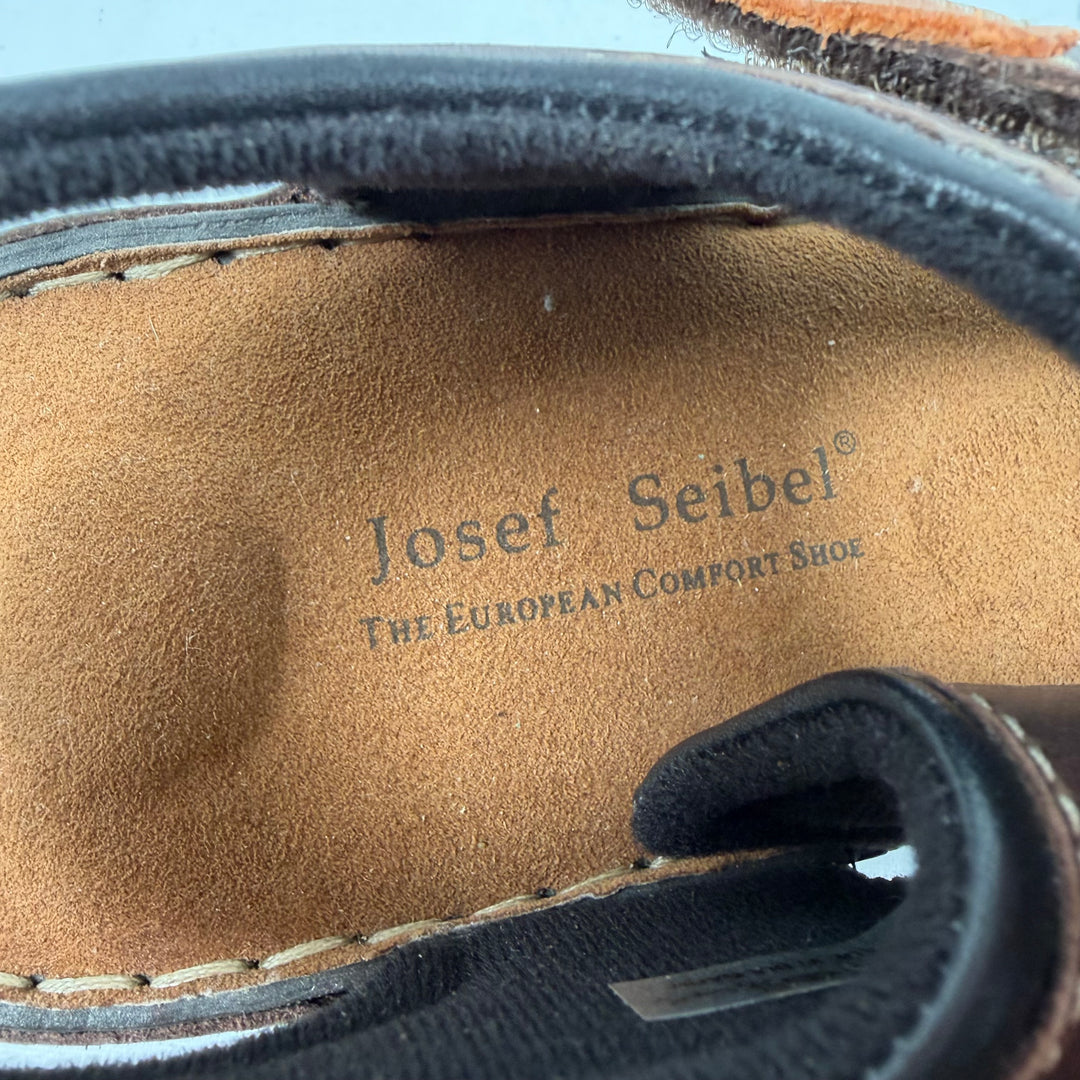 Josef Seibel®
THE EUROPEAN COMFORT SHOE